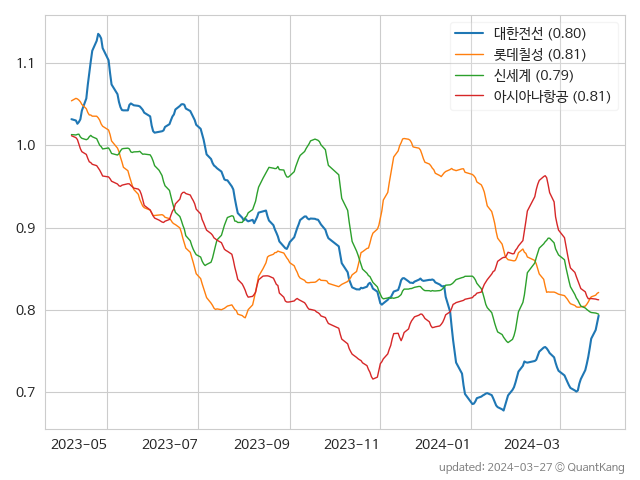 대한전선 (0.80)
롯데칠성 (0.81)
신세계 (0.79)
아시아나항공 (0.81)
1.1
1.0
0.9
0.8
0.7
2023-05 2023-07 2023-09 2023-11 2024-01 2024-03
updated: 2024-03-27 © QuantKang